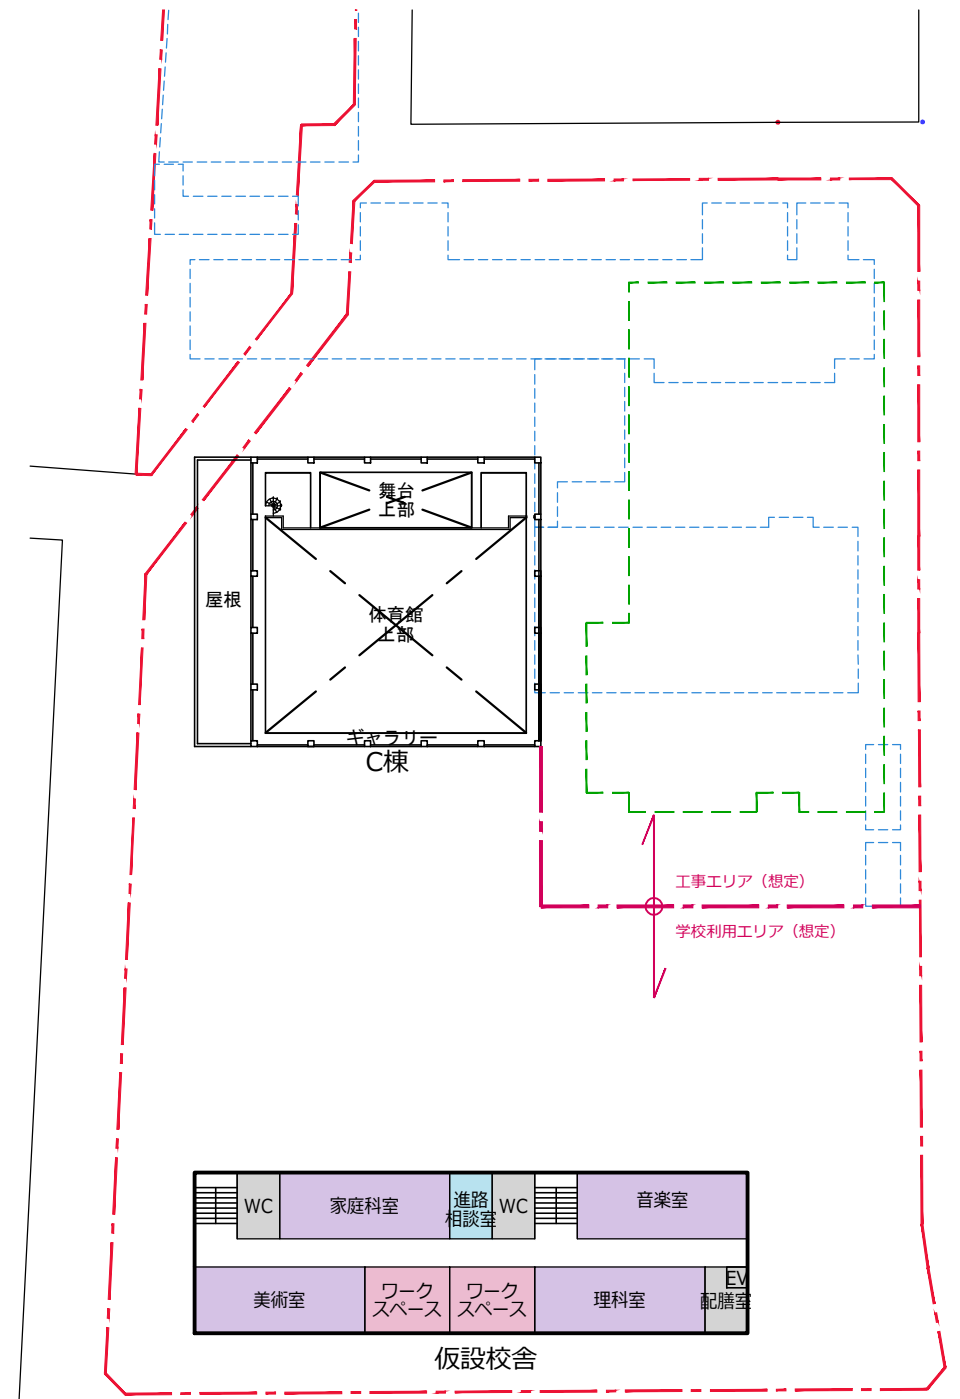 舞台
上部
屋根
体育館
上部
ギャラリー
C棟
工事エリア（想定）
学校利用エリア（想定）
WC
家庭科室
進路
相談室
WC
音楽室
美術室
ワーク
スペース
ワーク
スペース
理科室
EV
配膳室
仮設校舎